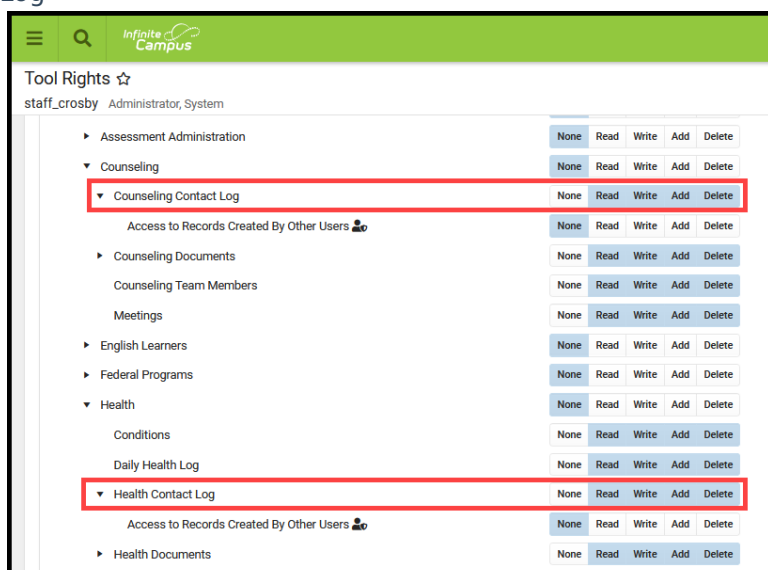 Log
Infinite Campus
Tool Rights
staff_crosby Administrator, System
Assessment Administration None Read Write Add Delete
Counseling None Read Write Add Delete
Counseling Contact Log None Read Write Add Delete
Access to Records Created By Other Users None Read Write Add Delete
Counseling Documents None Read Write Add Delete
Counseling Team Members None Read Write Add Delete
Meetings None Read Write Add Delete
English Learners None Read Write Add Delete
Federal Programs None Read Write Add Delete
Health None Read Write Add Delete
Conditions None Read Write Add Delete
Daily Health Log None Read Write Add Delete
Health Contact Log None Read Write Add Delete
Access to Records Created By Other Users None Read Write Add Delete
Health Documents None Read Write Add Delete